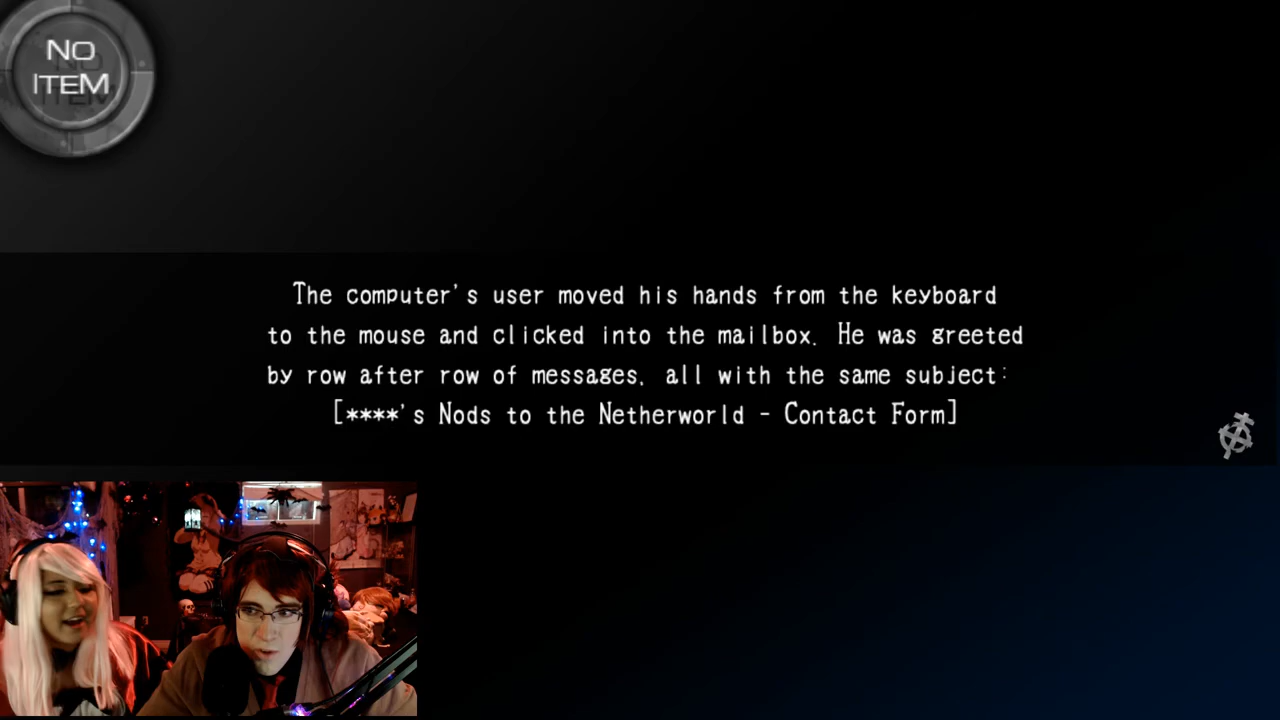 NO
ITEM
The computer's user moved his hands from the keyboard
to the mouse and clicked into the mailbox. He was greeted
by row after row of messages, all with the same subject:
[****'s Nods to the Netherworld - Contact Form]